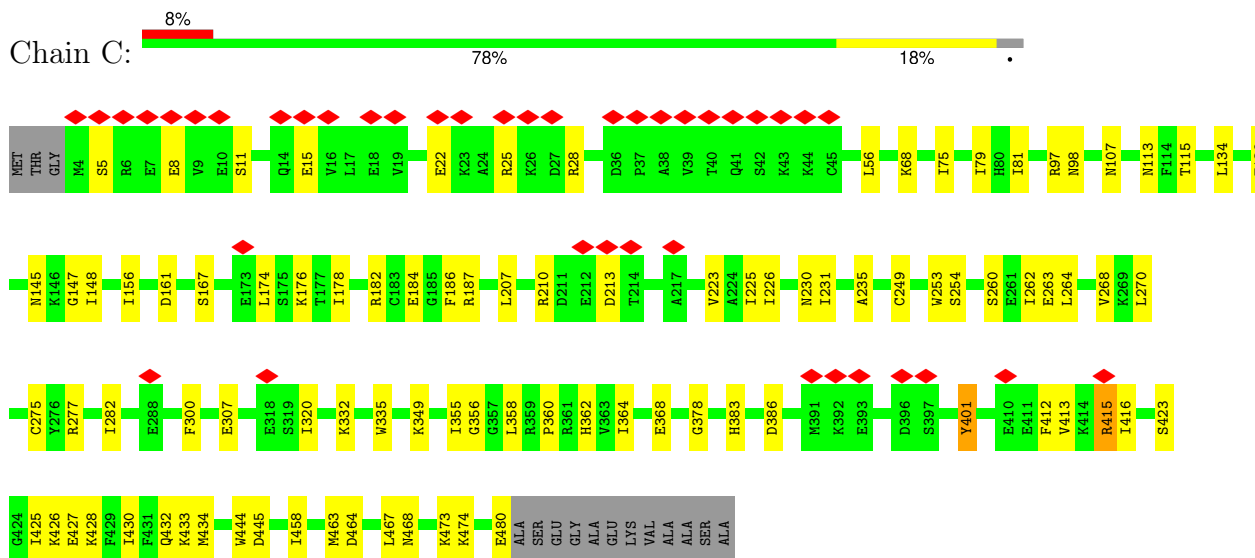 8%
Chain C:
78% 18% •
MET THR GLY M4 S5 R6 E7 E8 V9 E10 S11 Q14 E15 V16 L17 E18 V19 E22 K23 A24 R25 K26 D27 R28 D36 P37 A38 V39 T40 Q41 S42 K43 K44 C45 L56 K68 I75 I79 H80 I81 R97 N98 N107 N113 F114 T115 L134
N145 K146 G147 I148 I156 D161 S167 E173 L174 S175 K176 T177 I178 R182 C183 E184 G185 F186 R187 L207 R210 D211 E212 D213 T214 A217 V223 A224 I225 I226 N230 I231 A235 C249 W253 S254 S260 E261 I262 E263 L264 V268 K269 L270
C275 Y276 R277 I282 E288 F300 E307 E318 S319 I320 K332 W335 K349 I355 G356 G357 L358 R359 P360 R361 H362 V363 I364 E368 G378 H383 D386 M391 K392 E393 D396 S397 Y401 E410 E411 F412 V413 K414 R415 I416 S423
G424 I425 K426 E427 K428 F429 I430 F431 Q432 K433 M434 W444 D445 I458 M463 D464 L467 N468 K473 K474 E480 ALA SER GLU GLY ALA GLU LYS VAL ALA ALA SER ALA